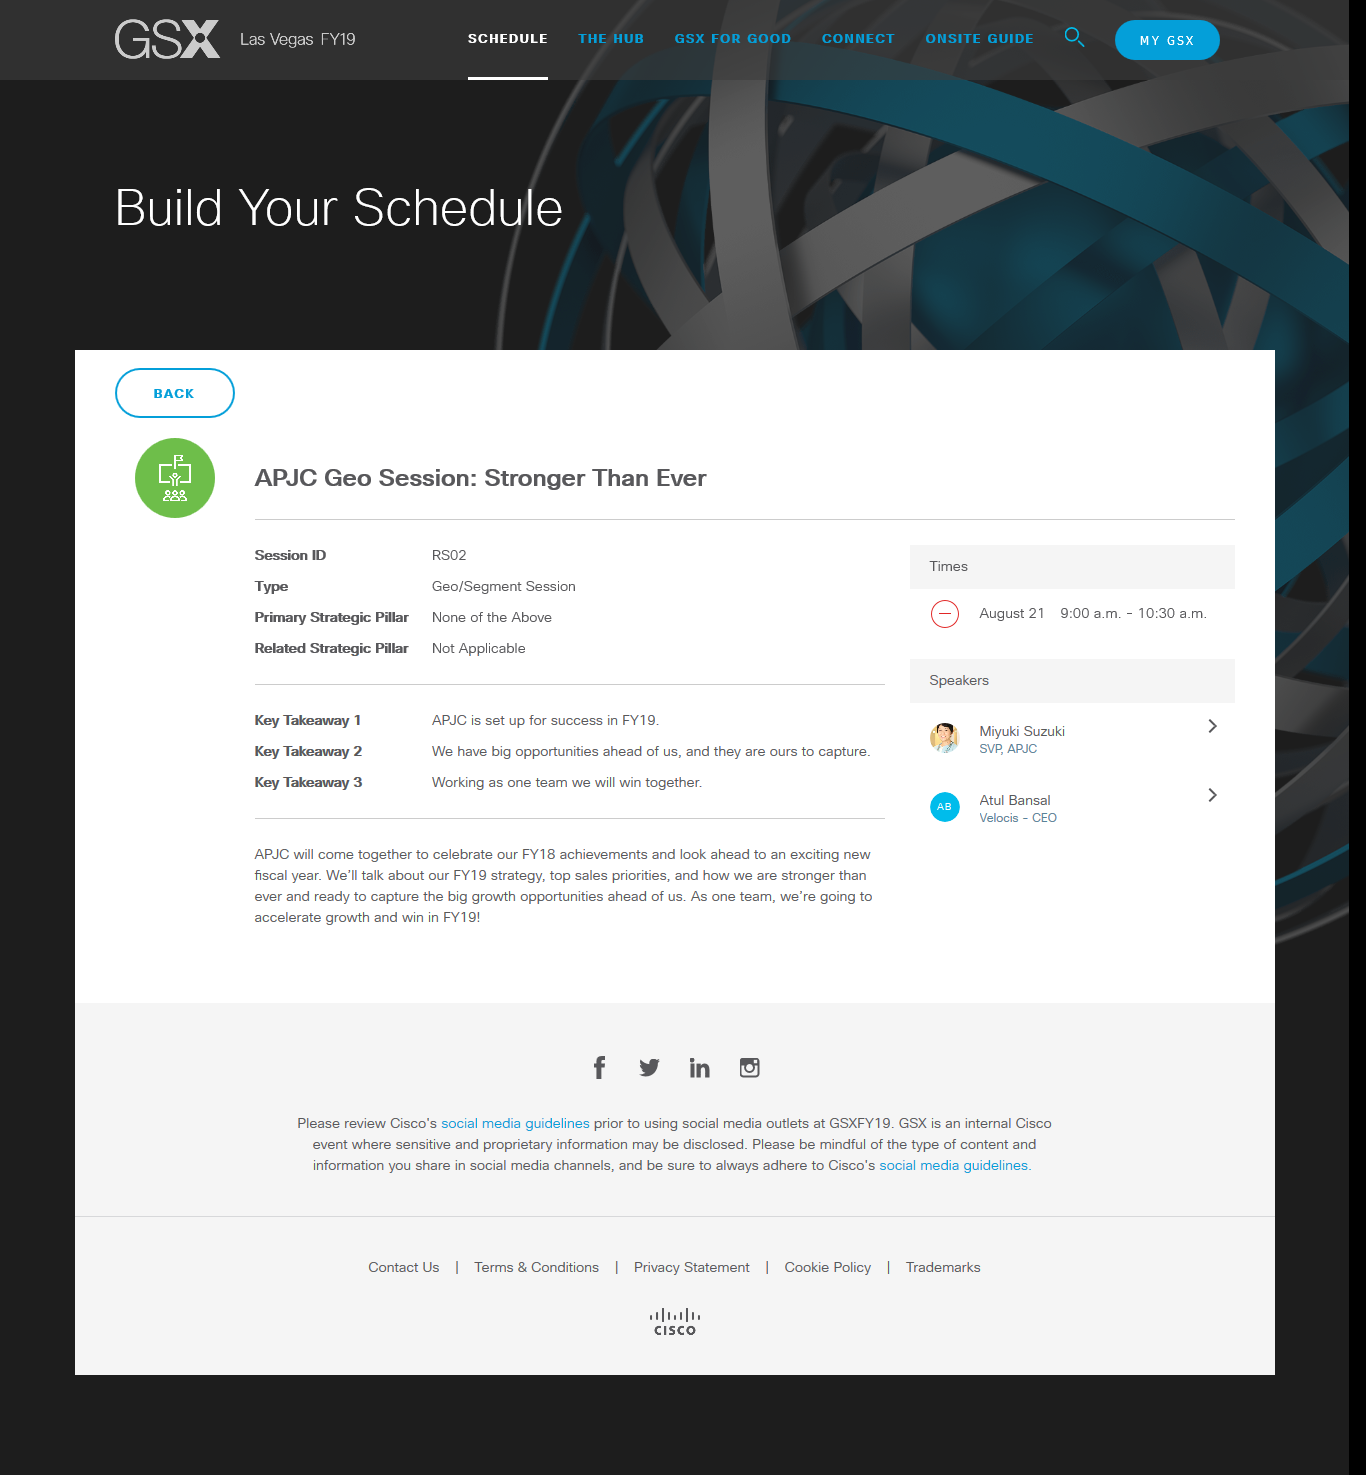 GSX Las Vegas FY19
SCHEDULE THE HUB GSX FOR GOOD CONNECT ONSITE GUIDE MY GSX
Build Your Schedule
BACK
APJC Geo Session: Stronger Than Ever
Session ID RS02
Type Geo/Segment Session
Primary Strategic Pillar None of the Above
Related Strategic Pillar Not Applicable
Key Takeaway 1 APJC is set up for success in FY19.
Key Takeaway 2 We have big opportunities ahead of us, and they are ours to capture.
Key Takeaway 3 Working as one team we will win together.
APJC will come together to celebrate our FY18 achievements and look ahead to an exciting new
fiscal year. We'll talk about our FY19 strategy, top sales priorities, and how we are stronger than
ever and ready to capture the big growth opportunities ahead of us. As one team, we're going to
accelerate growth and win in FY19!
Times
August 21 9:00 a.m. - 10:30 a.m.
Speakers
Miyuki Suzuki
SVP, APJC
AB
Atul Bansal
Velocis - CEO
Please review Cisco's social media guidelines prior to using social media outlets at GSXFY19. GSX is an internal Cisco
event where sensitive and proprietary information may be disclosed. Please be mindful of the type of content and
information you share in social media channels, and be sure to always adhere to Cisco's social media guidelines.
Contact Us | Terms & Conditions | Privacy Statement | Cookie Policy | Trademarks
CISCO